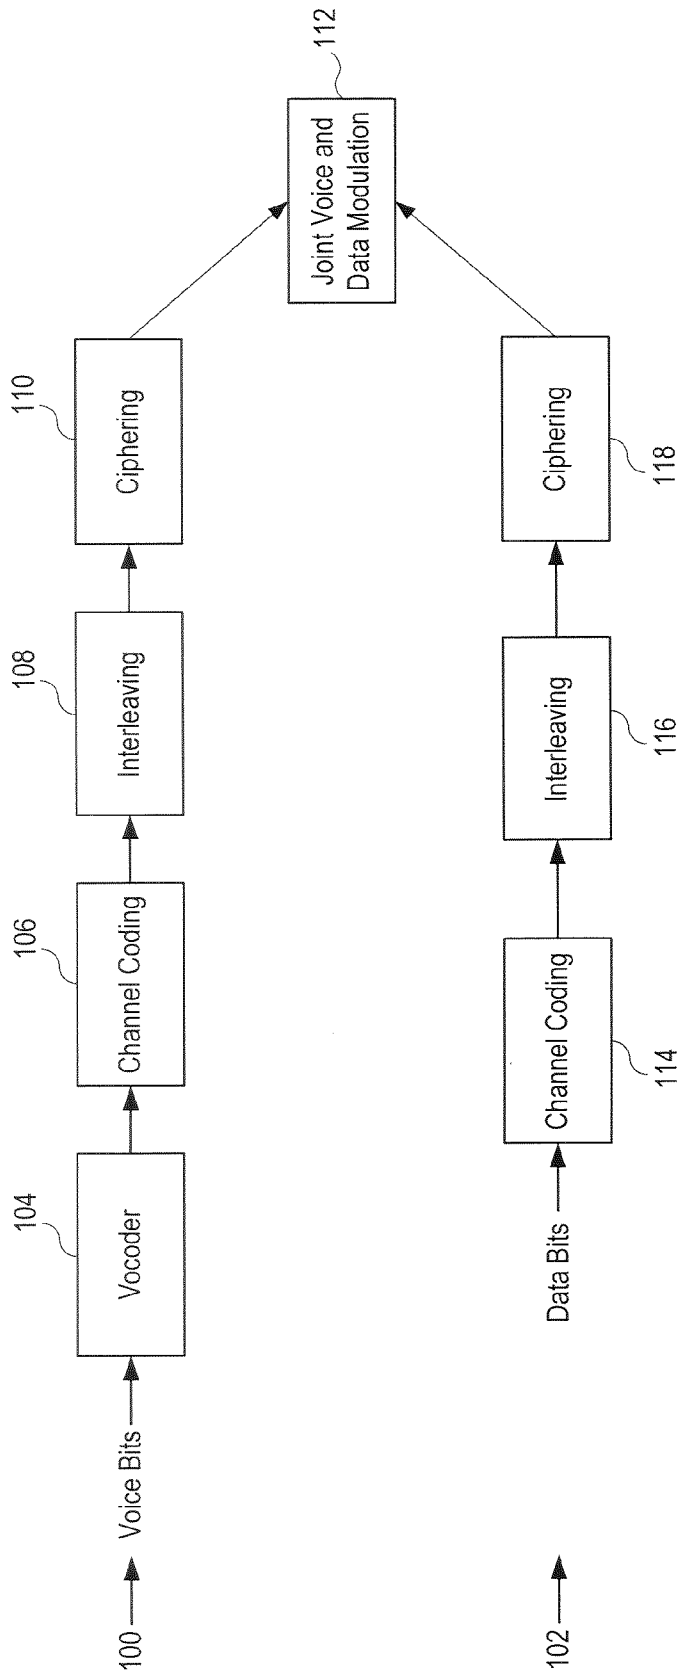 100
Voice Bits
104
Vocoder
106
Channel Coding
108
Interleaving
110
Ciphering
112
Joint Voice and
Data Modulation
102
Data Bits
Channel Coding
114
Interleaving
116
Ciphering
118